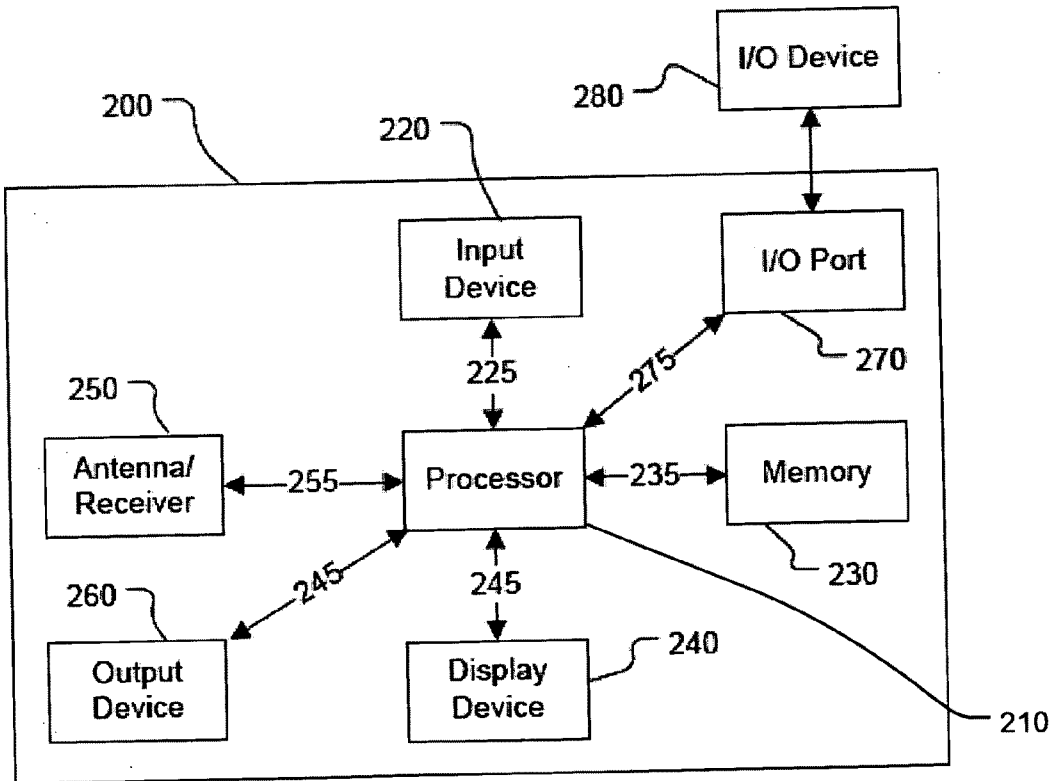 I/O Device
280
200
220
Input
Device
I/O Port
270
225
275
250
Antenna/
Receiver
255
Processor
235
Memory
230
260
245
245
Output
Device
Display
Device
240
210